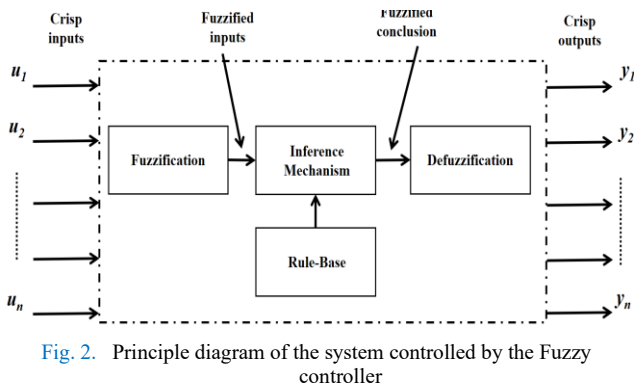 Crisp
inputs
Fuzzified
inputs
Fuzzified
conclusion
Crisp
outputs
u1
u2
un
Fuzzification
Inference
Mechanism
Defuzzification
Rule-Base
y1
y2
yn
Fig. 2. Principle diagram of the system controlled by the Fuzzy
controller